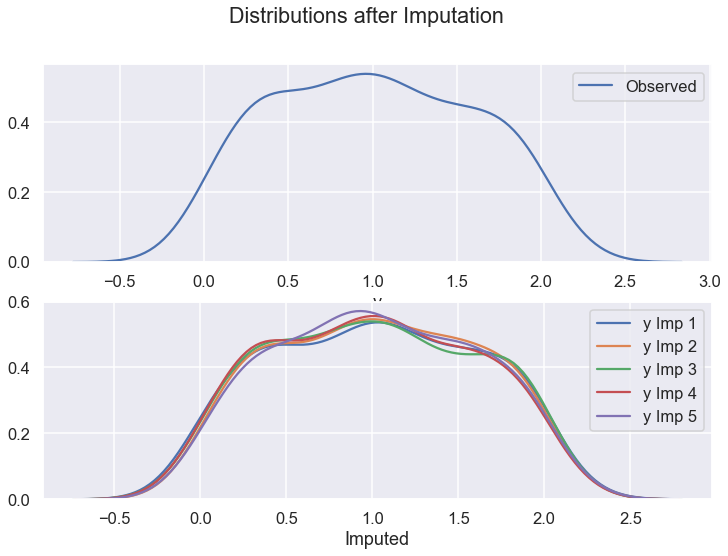 Distributions after Imputation
Observed
0.4
0.2
0.0
−0.5 0.0 0.5 1.0 1.5 2.0 2.5 3.0
0.6
0.4
0.2
0.0
y Imp 1
y Imp 2
y Imp 3
y Imp 4
y Imp 5
−0.5 0.0 0.5 1.0 1.5 2.0 2.5
Imputed